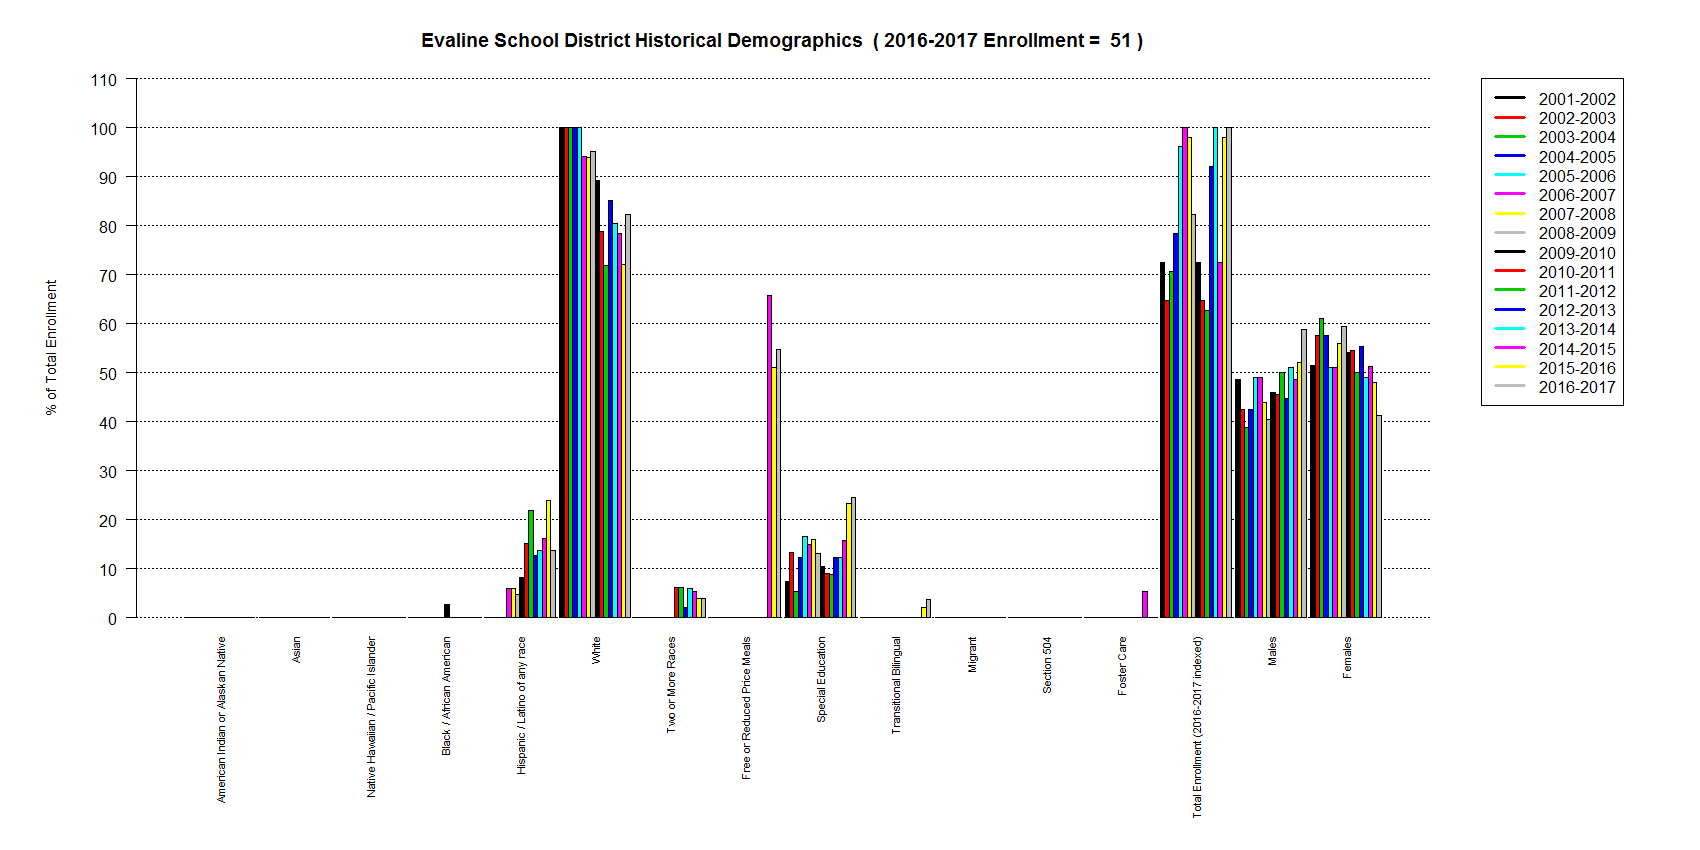 Evaline School District Historical Demographics ( 2016-2017 Enrollment = 51 )
% of Total Enrollment
110
100
90
80
70
60
50
40
30
20
10
0
American Indian or Alaskan Native
Asian
Native Hawaiian / Pacific Islander
Black / African American
Hispanic / Latino of any race
White
Two or More Races
Free or Reduced Price Meals
Special Education
Transitional Bilingual
Migrant
Section 504
Foster Care
Total Enrollment (2016-2017 indexed)
Males
Females
2001-2002
2002-2003
2003-2004
2004-2005
2005-2006
2006-2007
2007-2008
2008-2009
2009-2010
2010-2011
2011-2012
2012-2013
2013-2014
2014-2015
2015-2016
2016-2017